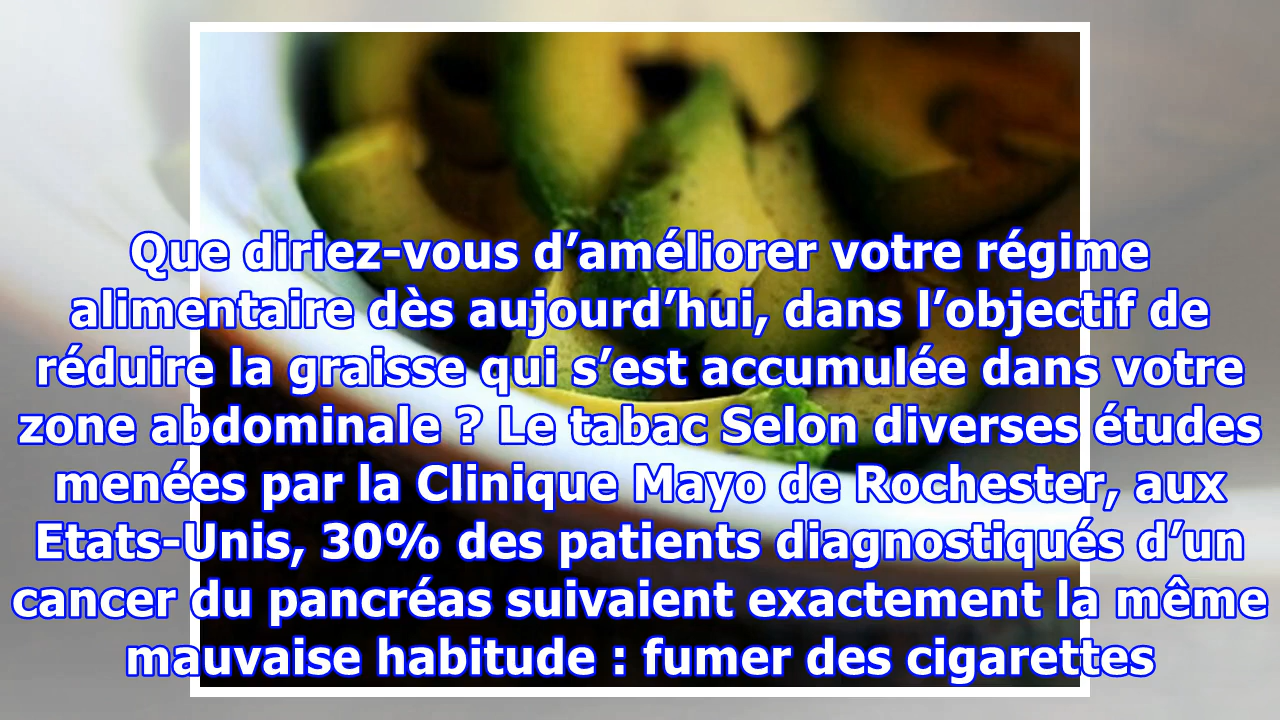 Que diriez-vous d’améliorer votre régime
alimentaire dès aujourd’hui, dans l’objectif de
réduire la graisse qui s’est accumulée dans votre
zone abdominale ? Le tabac Selon diverses études
menées par la Clinique Mayo de Rochester, aux
Etats-Unis, 30% des patients diagnostiqués d’un
cancer du pancréas suivaient exactement la même
mauvaise habitude : fumer des cigarettes